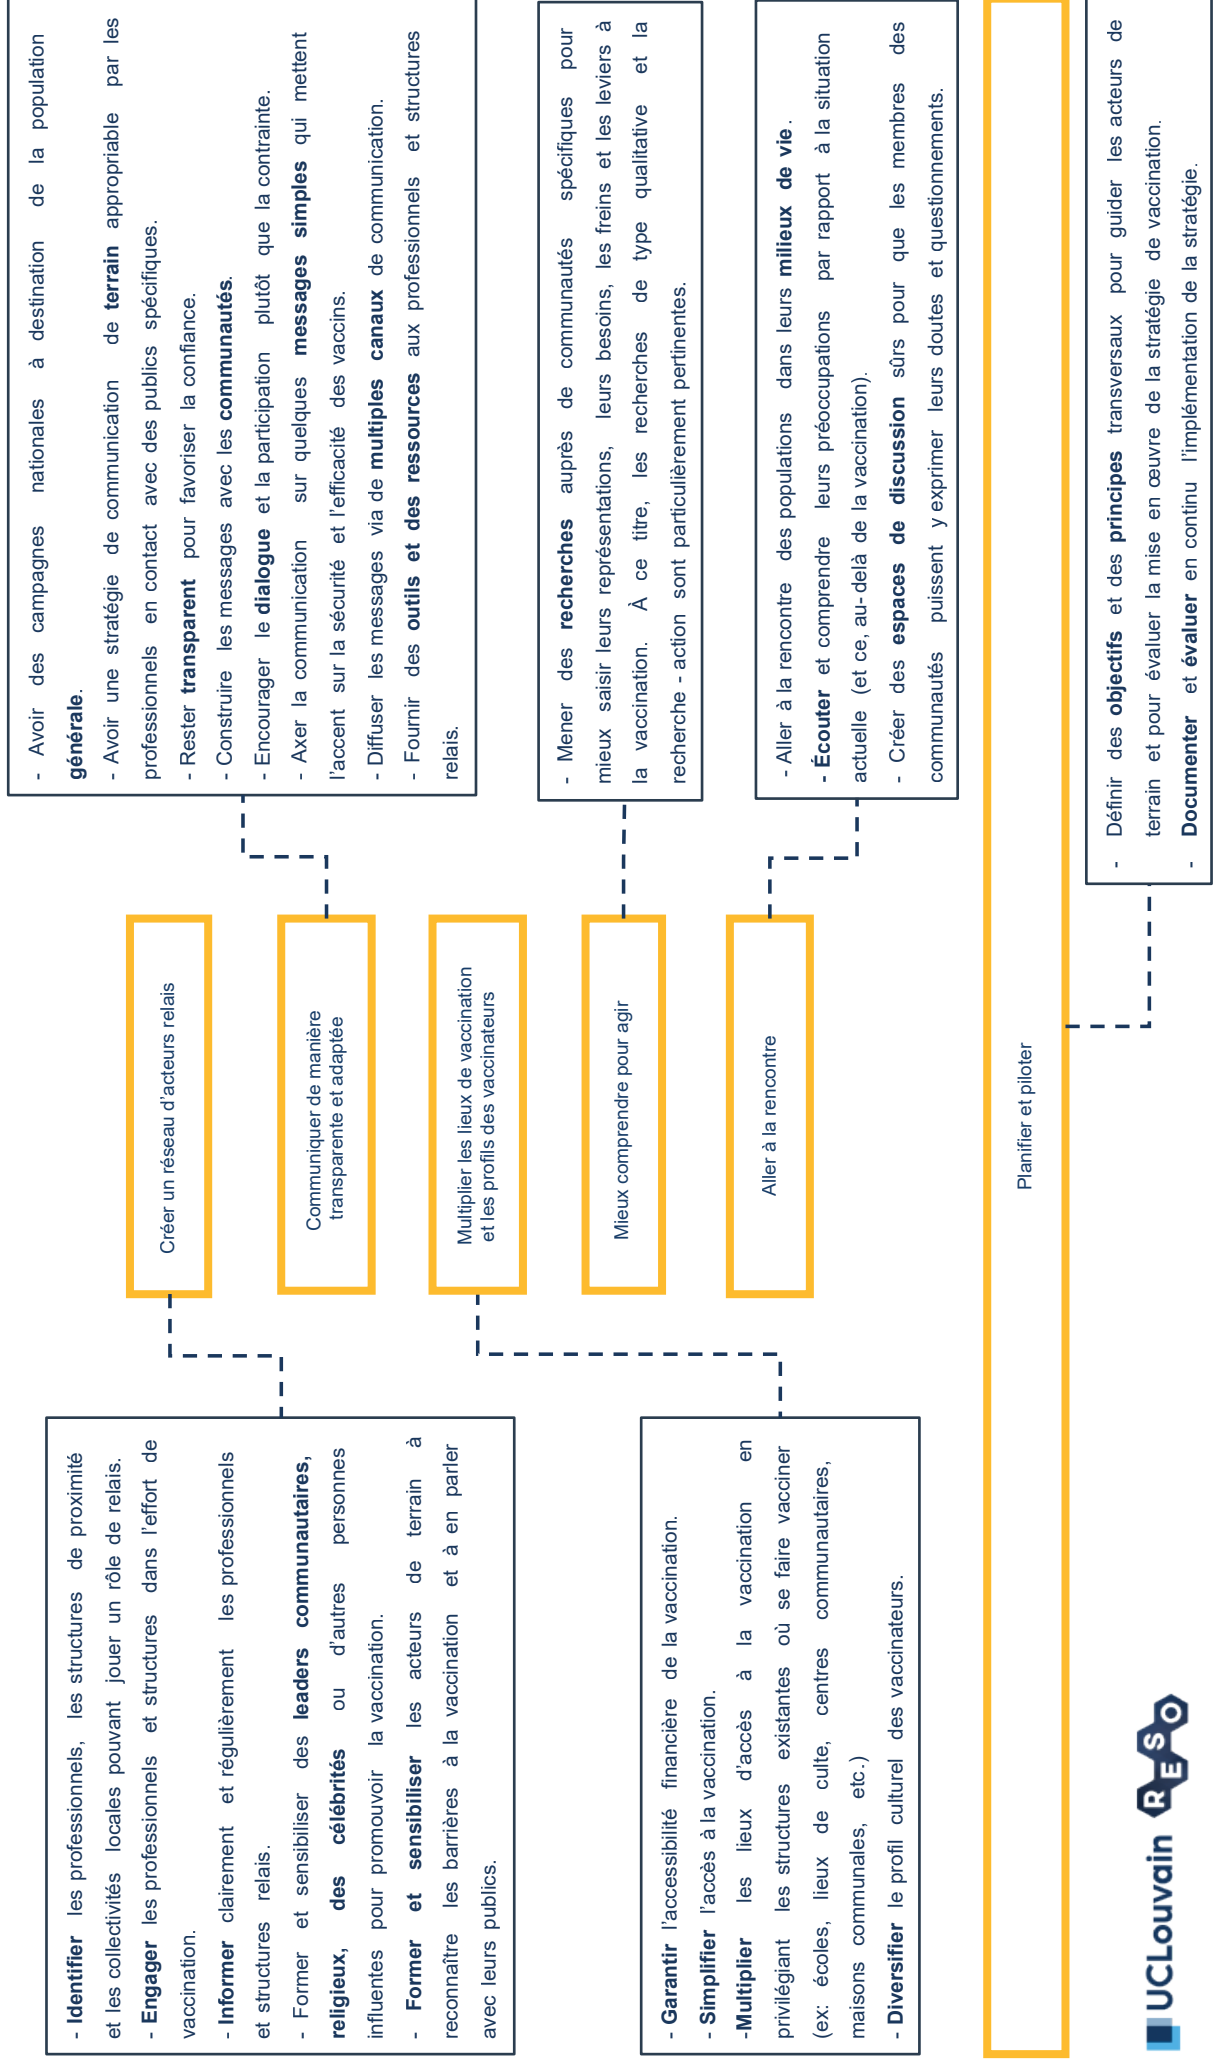 - Identifier les professionnels, les structures de proximité
et les collectivités locales pouvant jouer un rôle de relais.
- Engager les professionnels et structures dans l'effort de
vaccination.
- Informer clairement et régulièrement les professionnels
et structures relais.
- Former et sensibiliser des leaders communautaires,
religieux, des célébrités ou d'autres personnes
influentes pour promouvoir la vaccination.
- Former et sensibiliser les acteurs de terrain à
reconnaître les barrières à la vaccination et à en parler
avec leurs publics.
- Garantir l'accessibilité financière de la vaccination.
- Simplifier l'accès à la vaccination.
-Multiplier les lieux d'accès à la vaccination en
privilégiant les structures existantes où se faire vacciner
(ex: écoles, lieux de culte, centres communautaires,
maisons communales, etc.)
- Diversifier le profil culturel des vaccinateurs.
Créer un réseau d'acteurs relais
Communiquer de manière
transparente et adaptée
Multiplier les lieux de vaccination
et les profils des vaccinateurs
Mieux comprendre pour agir
Aller à la rencontre
- Avoir des campagnes nationales à destination de la population
générale.
- Avoir une stratégie de communication de terrain appropriable par les
professionnels en contact avec des publics spécifiques.
- Rester transparent pour favoriser la confiance.
- Construire les messages avec les communautés.
- Encourager le dialogue et la participation plutôt que la contrainte.
- Axer la communication sur quelques messages simples qui mettent
l'accent sur la sécurité et l'efficacité des vaccins.
- Diffuser les messages via de multiples canaux de communication.
- Fournir des outils et des ressources aux professionnels et structures
relais.
- Mener des recherches auprès de communautés spécifiques pour
mieux saisir leurs représentations, leurs besoins, les freins et les leviers à
la vaccination. À ce titre, les recherches de type qualitative et la
recherche - action sont particulièrement pertinentes.
- Aller à la rencontre des populations dans leurs milieux de vie .
- Écouter et comprendre leurs préoccupations par rapport à la situation
actuelle (et ce, au-delà de la vaccination).
- Créer des espaces de discussion sûrs pour que les membres des
communautés puissent y exprimer leurs doutes et questionnements.
Planifier et piloter
- Définir des objectifs et des principes transversaux pour guider les acteurs de
terrain et pour évaluer la mise en œuvre de la stratégie de vaccination.
- Documenter et évaluer en continu l'implémentation de la stratégie.
UCLouvain RESO